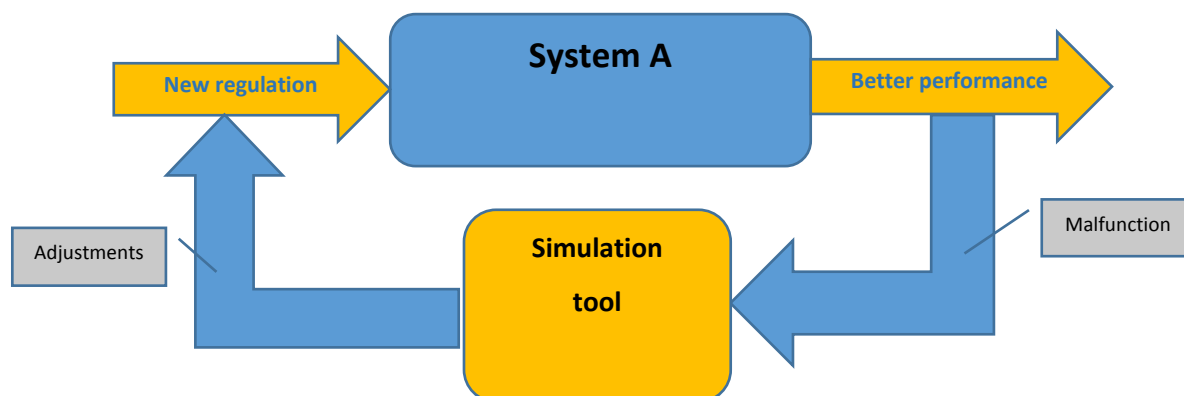 System A
New regulation
Better performance
Adjustments
Simulation
tool
Malfunction